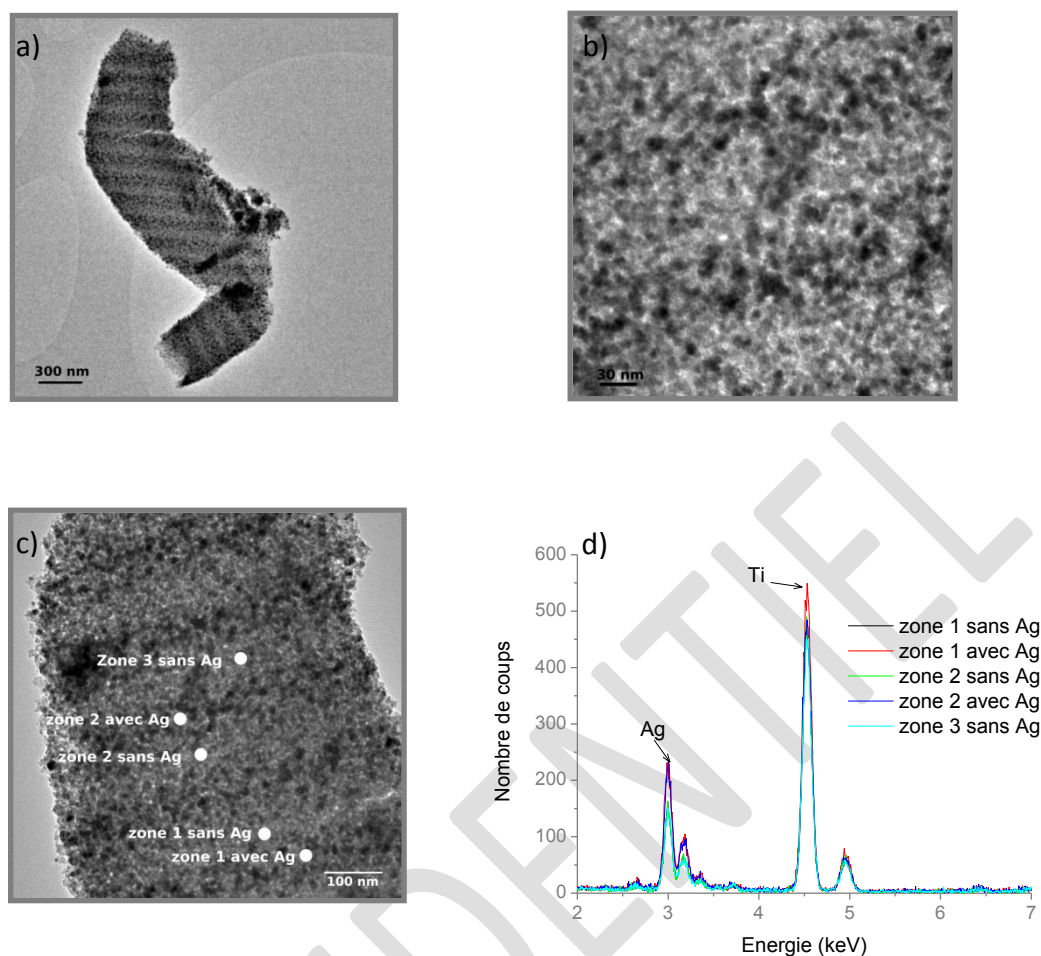 a)
300 nm
b)
30 nm
c)
Zone 3 sans Ag
zone 2 avec Ag
zone 2 sans Ag
zone 1 sans Ag
zone 1 avec Ag
100 nm
d)
600
500
400
300
200
100
0
Nombre de coups
Ti
Ag
zone 1 sans Ag
zone 1 avec Ag
zone 2 sans Ag
zone 2 avec Ag
zone 3 sans Ag
2 3 4 5 6 7
Energie (keV)
DENTIEL